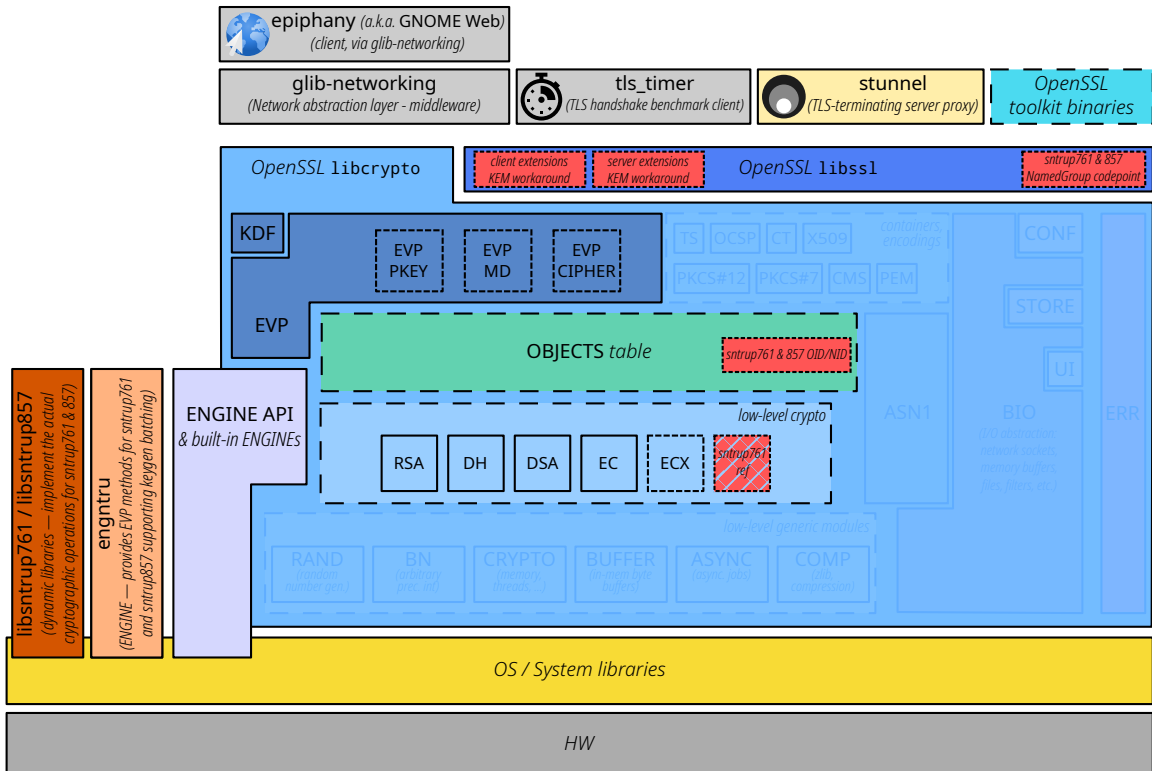 epiphany (a.k.a. GNOME Web)
(client, via glib-networking)
glib-networking
(Network abstraction layer - middleware)
tls_timer
(TLS handshake benchmark client)
stunnel
(TLS-terminating server proxy)
OpenSSL
toolkit binaries
OpenSSL libcrypto
client extensions
KEM workaround
server extensions
KEM workaround
OpenSSL libssl
sntrup761 & 857
NamedGroup codepoint
KDF
EVP
PKEY
EVP
MD
EVP
CIPHER
EVP
TS
OCSP
CT
X509
containers,
encodings
PKCS#12
PKCS#7
CMS
PEM
CONF
STORE
UI
OBJECTS table
sntrup761 & 857 OID/NID
low-level crypto
RSA
DH
DSA
EC
ECX
sntrup761
ref
ASN1
BIO
(I/O abstraction:
network sockets,
memory buffers,
files, filters, etc.)
ERR
low-level generic modules
RAND
(random
number gen.)
BN
(arbitrary
prec. int)
CRYPTO
(memory,
threads, ...)
BUFFER
(in-mem byte
buffers)
ASYNC
(async jobs)
COMP
(zlib,
compression)
libsntrup761 / libsntrup857
(dynamic libraries — implement the actual
cryptographic operations for sntrup761 & 857)
engntru
(ENGINE — provides EVP methods for sntrup761
and sntrup857 supporting keygen batching)
ENGINE API
& built-in ENGINEs
OS / System libraries
HW